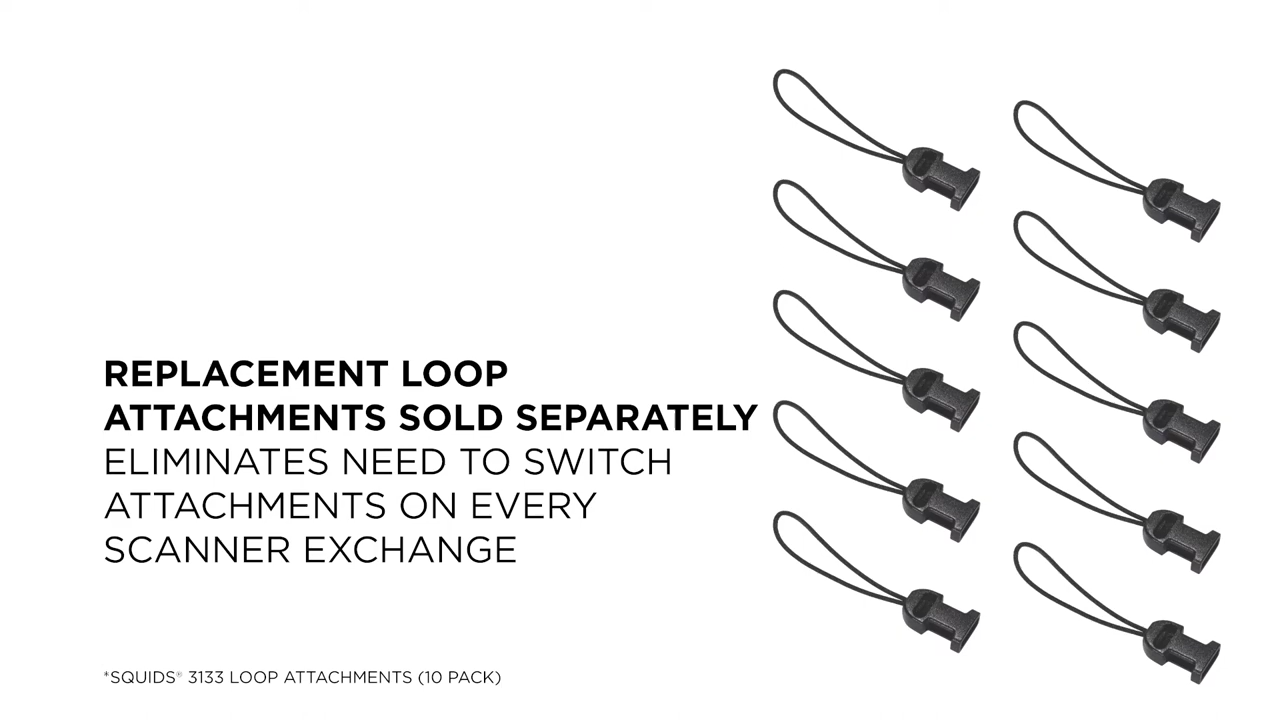 REPLACEMENT LOOP
ATTACHMENTS SOLD SEPARATELY
ELIMINATES NEED TO SWITCH
ATTACHMENTS ON EVERY
SCANNER EXCHANGE
*SQUIDS® 3133 LOOP ATTACHMENTS (10 PACK)